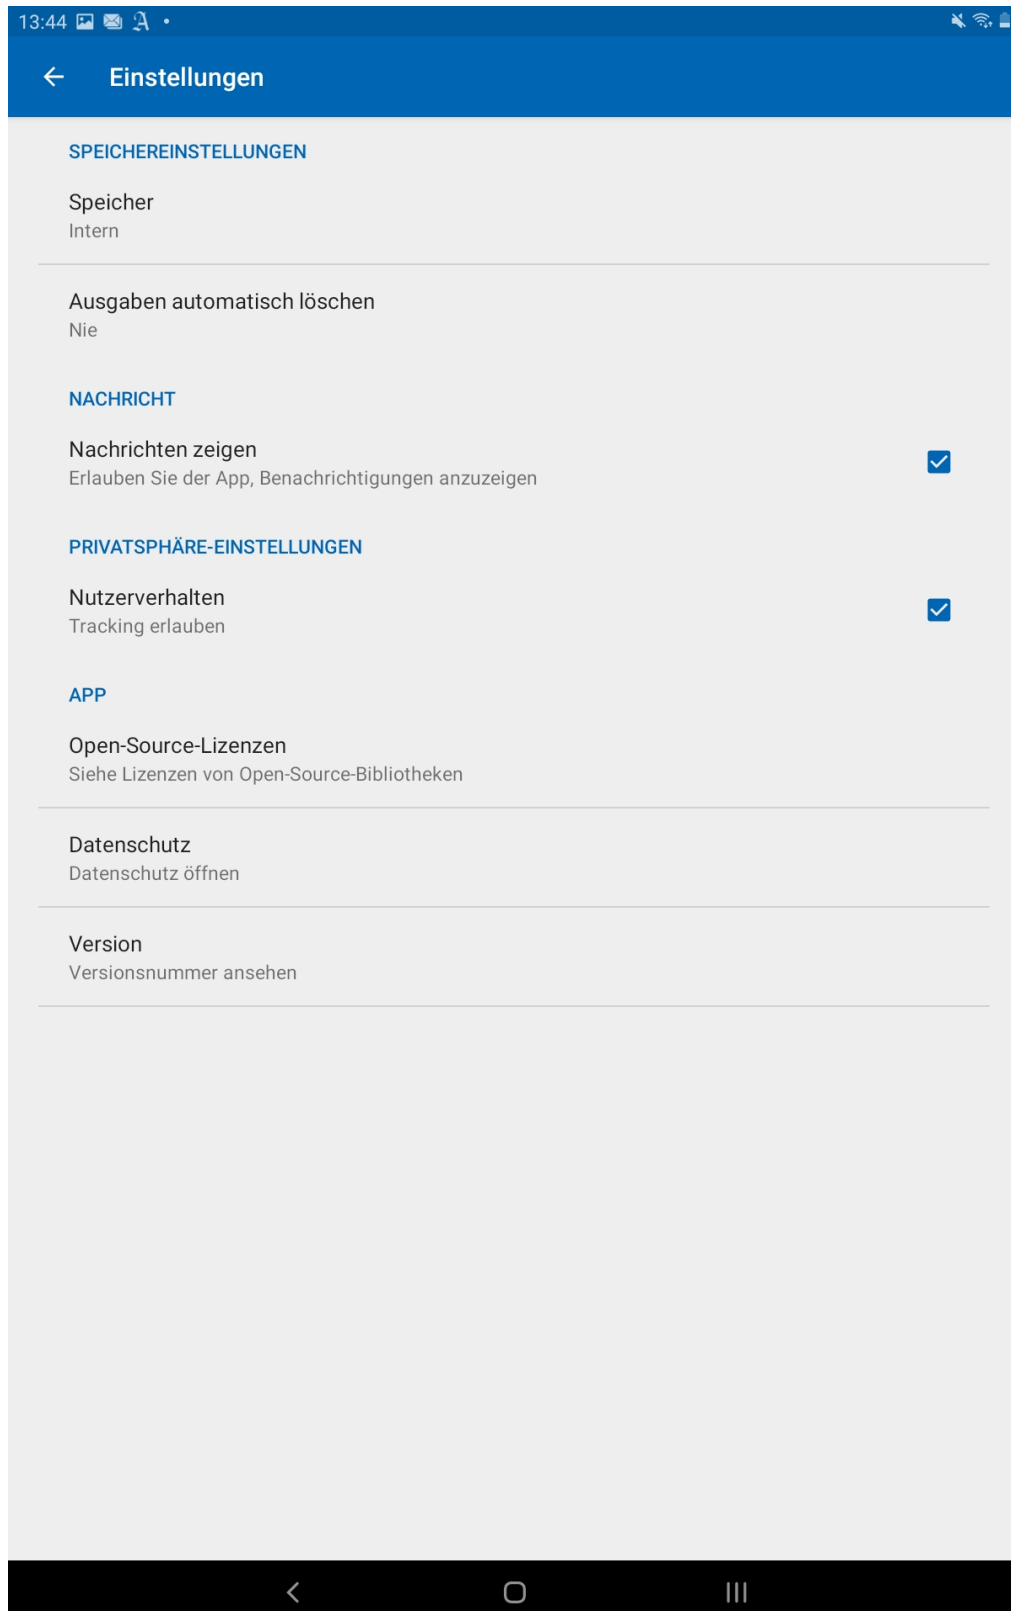 13:44
Einstellungen
SPEICHEREINSTELLUNGEN
Speicher
Intern
Ausgaben automatisch löschen
Nie
NACHRICHT
Nachrichten zeigen
Erlauben Sie der App, Benachrichtigungen anzuzeigen
PRIVATSPHÄRE-EINSTELLUNGEN
Nutzerverhalten
Tracking erlauben
APP
Open-Source-Lizenzen
Siehe Lizenzen von Open-Source-Bibliotheken
Datenschutz
Datenschutz öffnen
Version
Versionsnummer ansehen